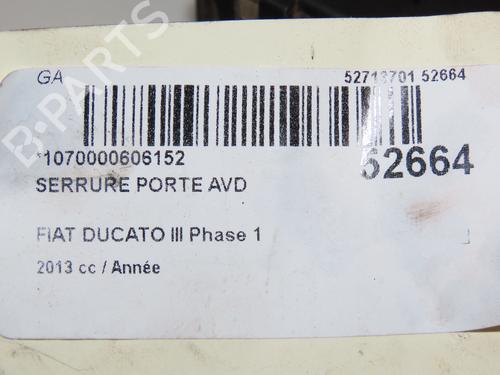 GA 52713701 52664
*1070000606152
52664
SERRURE PORTE AVD
FIAT DUCATO III Phase 1
2013 cc / Année
B-PARTS